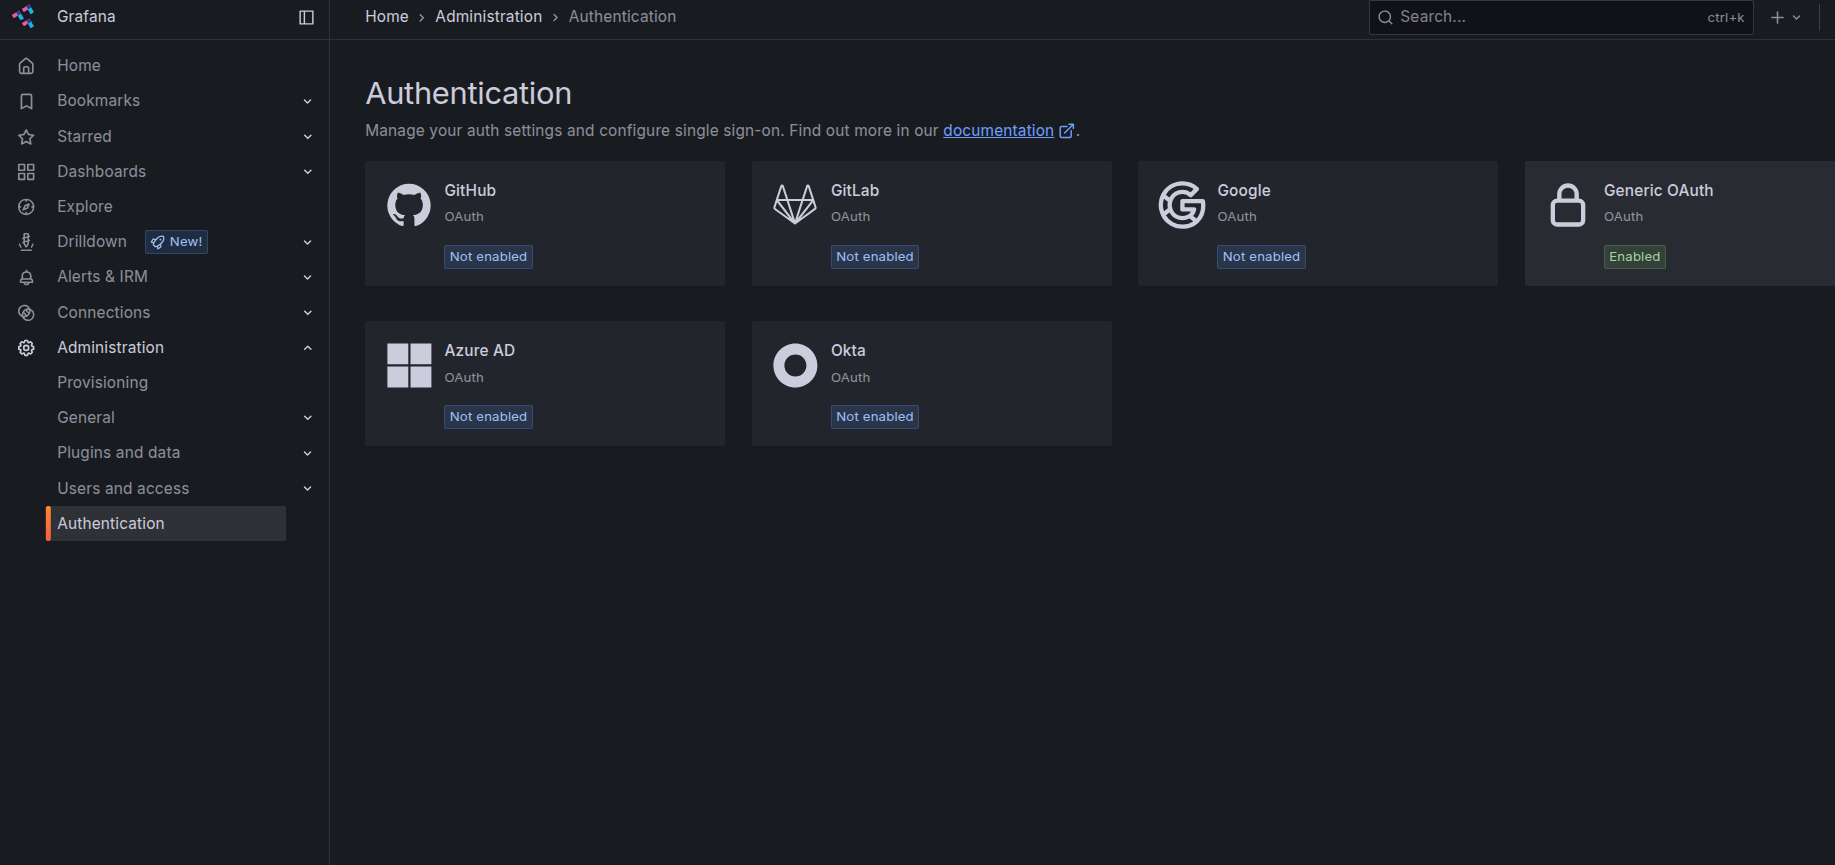 Grafana
Home › Administration › Authentication
Search...
ctrl+k
Home
Bookmarks
Starred
Dashboards
Explore
Drilldown
New!
Alerts & IRM
Connections
Administration
Provisioning
General
Plugins and data
Users and access
Authentication
Authentication
Manage your auth settings and configure single sign-on. Find out more in our documentation.
GitHub
OAuth
Not enabled
GitLab
OAuth
Not enabled
Google
OAuth
Not enabled
Generic OAuth
OAuth
Enabled
Azure AD
OAuth
Not enabled
Okta
OAuth
Not enabled